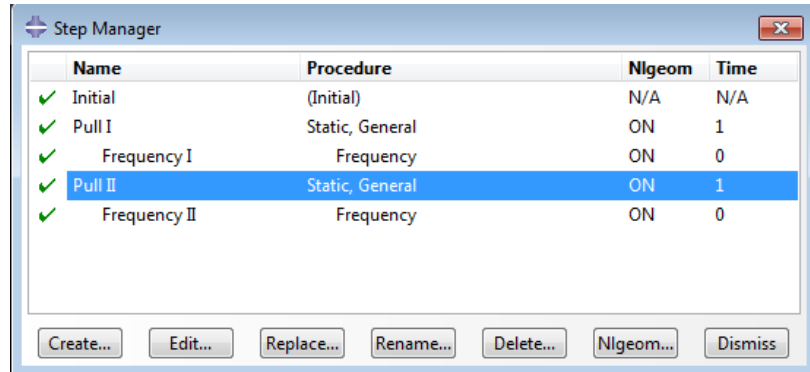 Step Manager
Name Procedure Nlgeom Time
Initial (Initial) N/A N/A
Pull I Static, General ON 1
Frequency I Frequency ON 0
Pull II Static, General ON 1
Frequency II Frequency ON 0
Create... Edit... Replace... Rename... Delete... Nlgeom... Dismiss